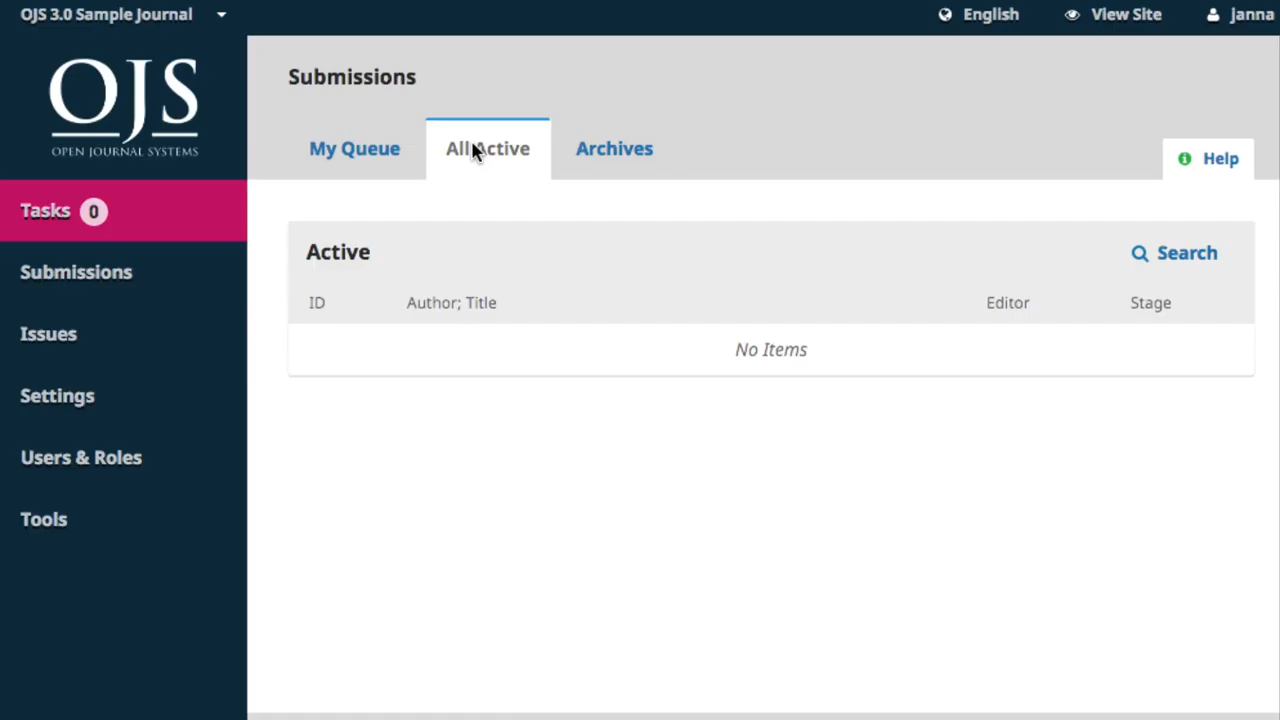 OJS 3.0 Sample Journal English View Site janna
OJS
OPEN JOURNAL SYSTEMS
Tasks 0
Submissions
Issues
Settings
Users & Roles
Tools
Submissions
My Queue All Active Archives
Help
Active Search
ID Author; Title Editor Stage
No Items